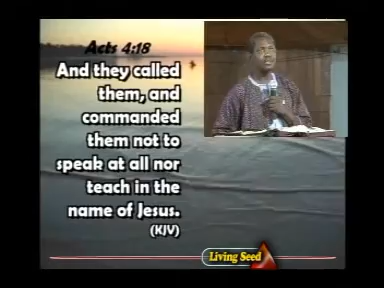 Acts 4:18
And they called
them, and
commanded
them not to
speak at all nor
teach in the
name of Jesus.
(KJV)
Living Seed